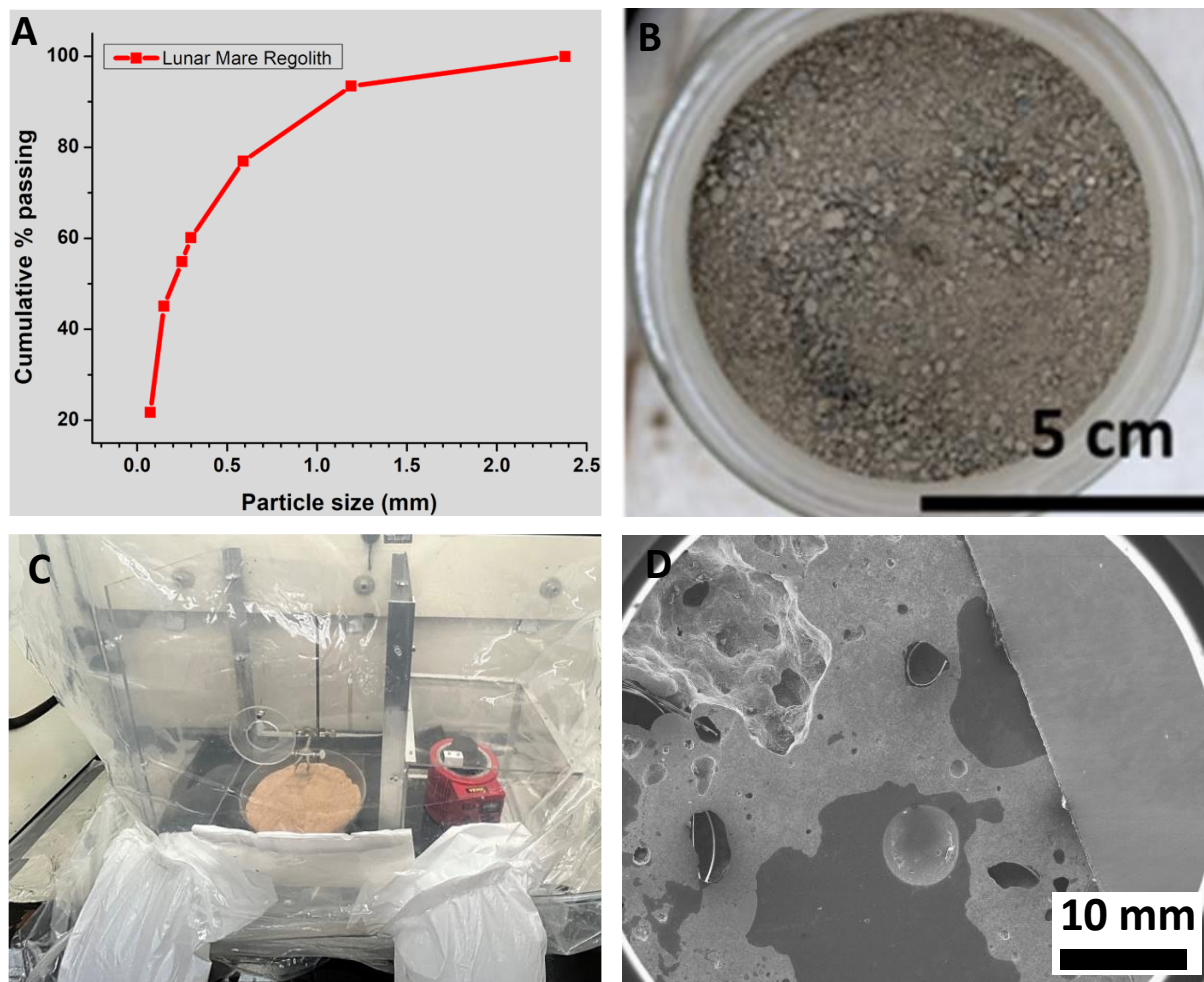 A
Lunar Mare Regolith
100
80
60
40
20
Cumulative % passing
0.0 0.5 1.0 1.5 2.0 2.5
Particle size (mm)
B
5 cm
C
D
10 mm